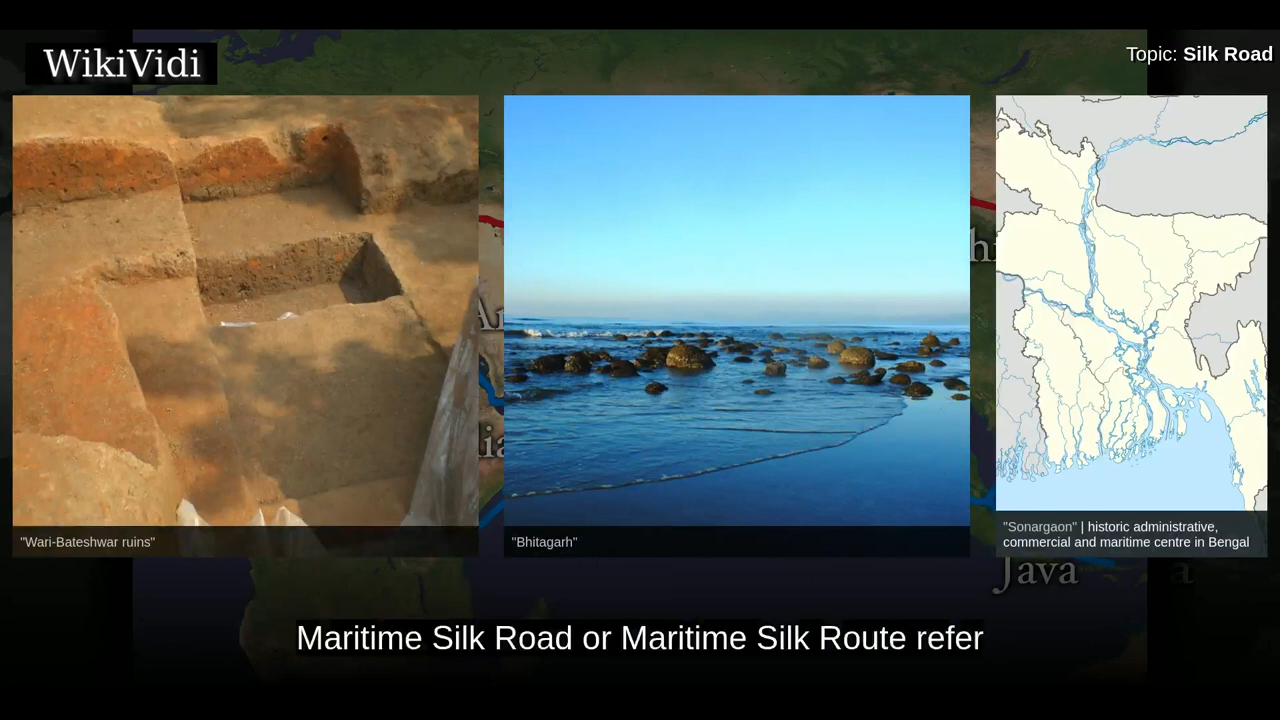 WikiVidi
Topic: Silk Road
"Wari-Bateshwar ruins"
"Bhitagarh"
"Sonargaon" | historic administrative,
commercial and maritime centre in Bengal
Java
Maritime Silk Road or Maritime Silk Route refer